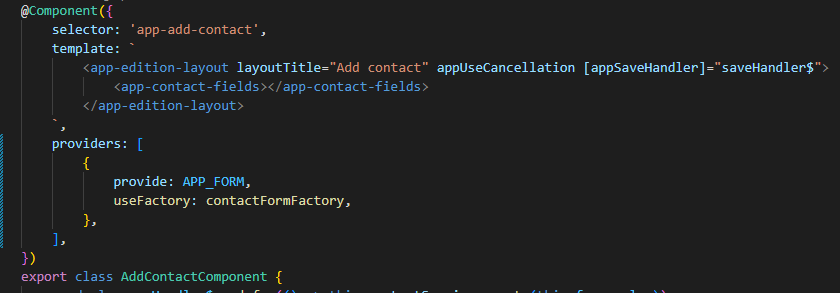 @Component({
    selector: 'app-add-contact',
    template: `
        <app-edition-layout layoutTitle="Add contact" appUseCancellation [appSaveHandler]="saveHandler$">
            <app-contact-fields></app-contact-fields>
        </app-edition-layout>
    `,
    providers: [
        {
            provide: APP_FORM,
            useFactory: contactFormFactory,
        },
    ],
})
export class AddContactComponent {